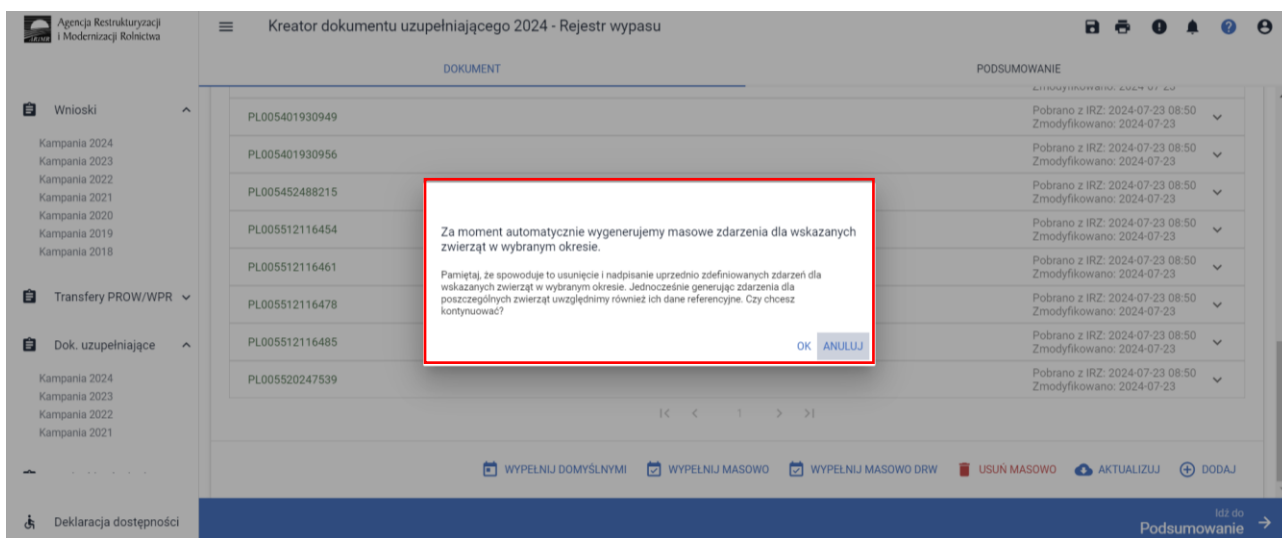 Agencja Restrukturyzacji
i Modernizacji Rolnictwa
ARiMR
Kreator dokumentu uzupełniającego 2024 - Rejestr wypasu
DOKUMENT
PODSUMOWANIE
Wnioski
Kampania 2024
Kampania 2023
Kampania 2022
Kampania 2021
Kampania 2020
Kampania 2019
Kampania 2018
Transfery PROW/WPR
Dok. uzupełniające
Kampania 2024
Kampania 2023
Kampania 2022
Kampania 2021
Deklaracja dostępności
Zmodyfikowano: 2024-07-23
PL005401930949
Pobrano z IRZ: 2024-07-23 08:50
Zmodyfikowano: 2024-07-23
PL005401930956
Pobrano z IRZ: 2024-07-23 08:50
Zmodyfikowano: 2024-07-23
PL005452488215
Pobrano z IRZ: 2024-07-23 08:50
Zmodyfikowano: 2024-07-23
PL005512116454
Pobrano z IRZ: 2024-07-23 08:50
Zmodyfikowano: 2024-07-23
PL005512116461
Pobrano z IRZ: 2024-07-23 08:50
Zmodyfikowano: 2024-07-23
PL005512116478
Pobrano z IRZ: 2024-07-23 08:50
Zmodyfikowano: 2024-07-23
PL005512116485
Pobrano z IRZ: 2024-07-23 08:50
Zmodyfikowano: 2024-07-23
PL005520247539
Pobrano z IRZ: 2024-07-23 08:50
Zmodyfikowano: 2024-07-23
Za moment automatycznie wygenerujemy masowe zdarzenia dla wskazanych
zwierząt w wybranym okresie.
Pamiętaj, że spowoduje to usunięcie i nadpisanie uprzednio zdefiniowanych zdarzeń dla
wskazanych zwierząt w wybranym okresie. Jednocześnie generując zdarzenia dla
poszczególnych zwierząt uwzględnimy również ich dane referencyjne. Czy chcesz
kontynuować?
OK ANULUJ
1
WYPEŁNIJ DOMYŚLNYMI WYPEŁNIJ MASOWO WYPEŁNIJ MASOWO DRW USUŃ MASOWO AKTUALIZUJ DODAJ
Idź do
Podsumowanie